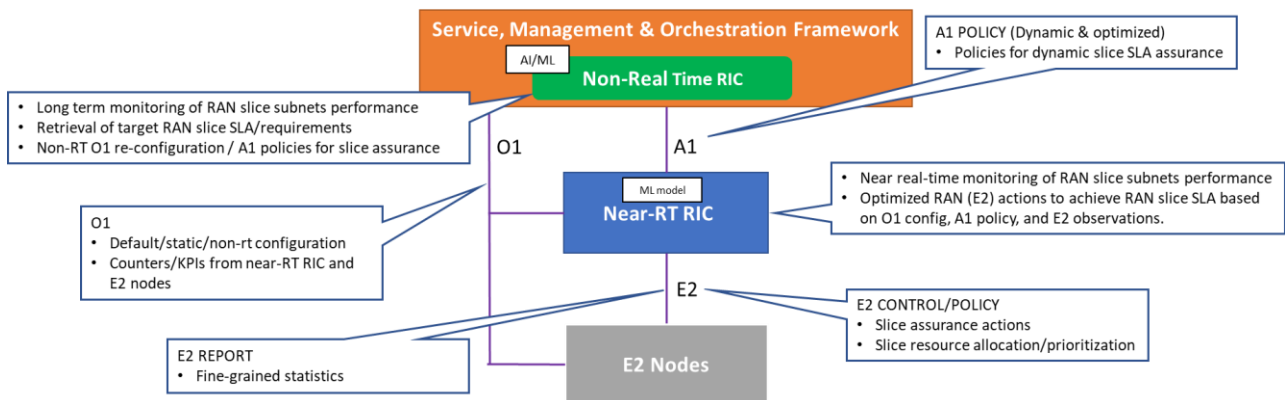 Service, Management & Orchestration Framework
AI/ML
Non-Real Time RIC
A1 POLICY (Dynamic & optimized)
• Policies for dynamic slice SLA assurance
• Long term monitoring of RAN slice subnets performance
• Retrieval of target RAN slice SLA/requirements
• Non-RT O1 re-configuration / A1 policies for slice assurance
O1
A1
ML model
Near-RT RIC
• Near real-time monitoring of RAN slice subnets performance
• Optimized RAN (E2) actions to achieve RAN slice SLA based
on O1 config, A1 policy, and E2 observations.
O1
• Default/static/non-rt configuration
• Counters/KPIs from near-RT RIC and
E2 nodes
E2
E2 CONTROL/POLICY
• Slice assurance actions
• Slice resource allocation/prioritization
E2 REPORT
• Fine-grained statistics
E2 Nodes